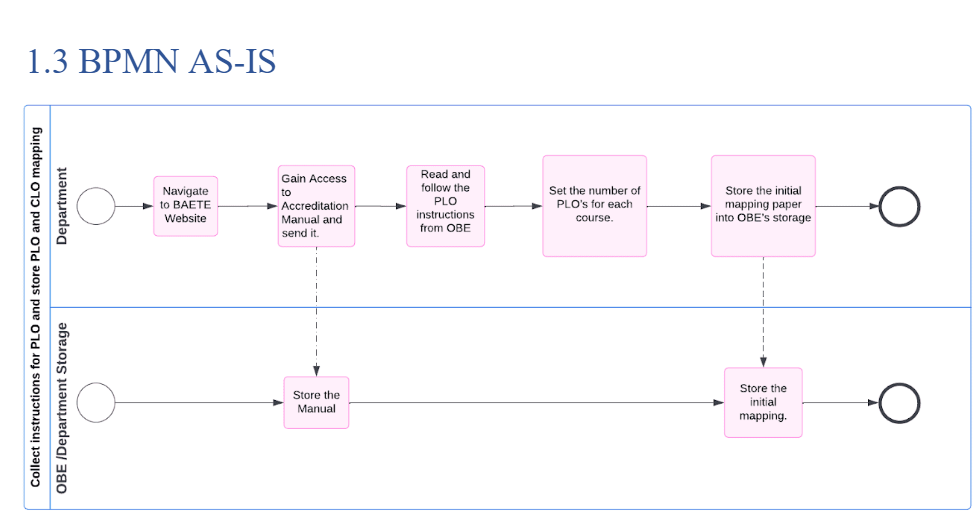 1.3 BPMN AS-IS
Collect instructions for PLO and store PLO and CLO mapping
Department
Navigate
to BAETE
Website
Gain Access
to
Accreditation
Manual and
send it.
Read and
follow the
PLO
instructions
from OBE
Set the number of
PLO's for each
course.
Store the initial
mapping paper
into OBE's storage
OBE /Department Storage
Store the
Manual
Store the
initial
mapping.